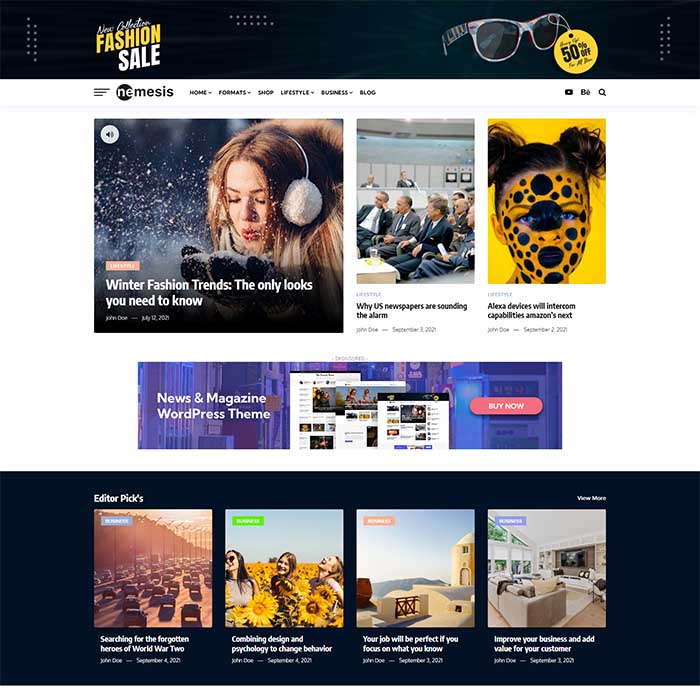 New Collection
FASHION
SALE
Hurry Up!
50% OFF
For All Item
nemesis
HOME
FORMATS
SHOP
LIFESTYLE
BUSINESS
BLOG
Bē
LIFESTYLE
Winter Fashion Trends: The only looks
you need to know
John Doe — July 12, 2021
LIFESTYLE
Why US newspapers are sounding
the alarm
John Doe — September 3, 2021
LIFESTYLE
Alexa devices will intercom
capabilities amazon's next
John Doe — September 2, 2021
- SPONSORED -
News & Magazine
WordPress Theme
BUY NOW
Editor Pick's
View More
BUSINESS
Searching for the forgotten
heroes of World War Two
John Doe — September 4, 2021
BUSINESS
Combining design and
psychology to change behavior
John Doe — September 4, 2021
BUSINESS
Your job will be perfect if you
focus on what you know
John Doe — September 3, 2021
BUSINESS
Improve your business and add
value for your customer
John Doe — September 3, 2021